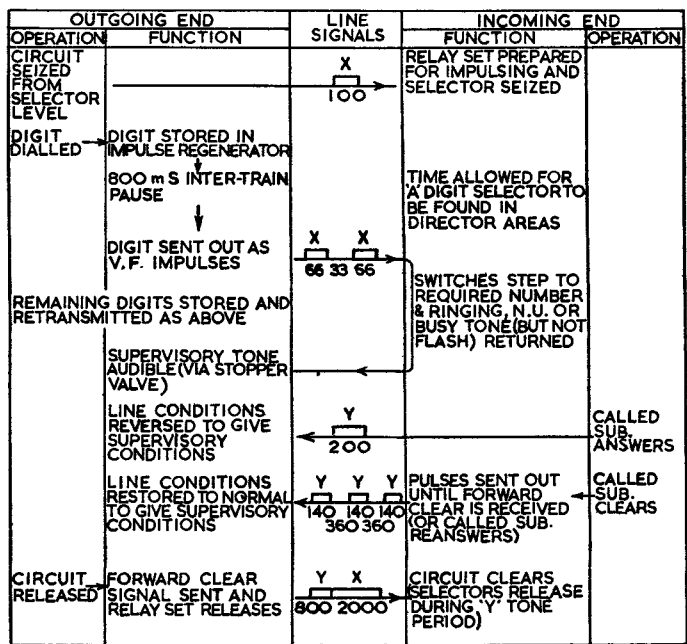 OUTGOING END
LINE SIGNALS
INCOMING END
OPERATION
FUNCTION
FUNCTION
OPERATION
CIRCUIT
SEIZED
FROM
SELECTOR
LEVEL
X
100
RELAY SET PREPARED
FOR IMPULSING AND
SELECTOR SEIZED
DIGIT
DIALLED
DIGIT STORED IN
IMPULSE REGENERATOR
800 mS INTER-TRAIN
PAUSE
TIME ALLOWED FOR
'A' DIGIT SELECTOR TO
BE FOUND IN
DIRECTOR AREAS
DIGIT SENT OUT AS
V.F. IMPULSES
X X
66 33 66
SWITCHES STEP TO
REQUIRED NUMBER
& RINGING, N.U. OR
BUSY TONE (BUT NOT
FLASH) RETURNED
REMAINING DIGITS STORED AND
RETRANSMITTED AS ABOVE
SUPERVISORY TONE
AUDIBLE (VIA STOPPER
VALVE)
LINE CONDITIONS
REVERSED TO GIVE
SUPERVISORY
CONDITIONS
Y
200
CALLED
SUB.
ANSWERS
LINE CONDITIONS
RESTORED TO NORMAL
TO GIVE SUPERVISORY
CONDITIONS
Y Y Y
140 140 140
360 360
PULSES SENT OUT
UNTIL FORWARD
CLEAR IS RECEIVED
(OR CALLED SUB.
REANSWERS)
CALLED
SUB.
CLEARS
CIRCUIT
RELEASED
FORWARD CLEAR
SIGNAL SENT AND
RELAY SET RELEASES
Y X
800 2000
CIRCUIT CLEARS
(SELECTORS RELEASE
DURING 'Y' TONE
PERIOD)